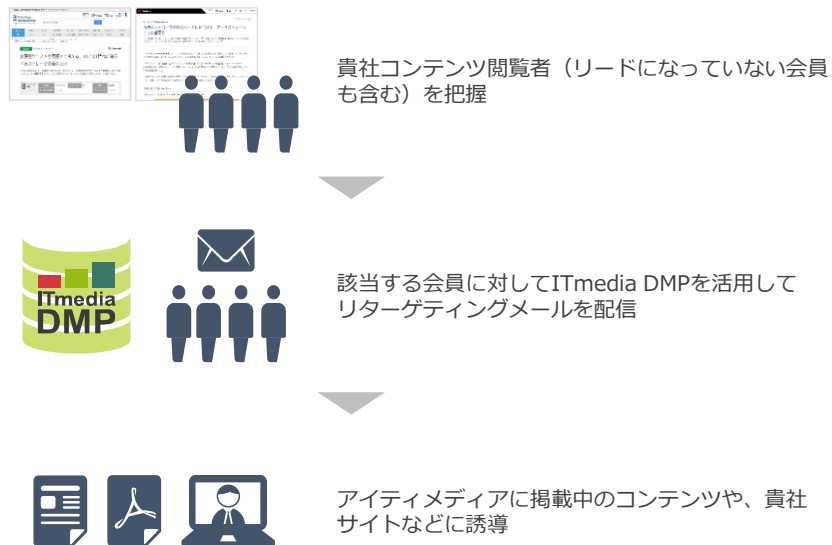 貴社コンテンツ閲覧者（リードになっていない会員
も含む）を把握
ITmedia
DMP
該当する会員に対してITmedia DMPを活用して
リターゲティングメールを配信
アイティメディアに掲載中のコンテンツや、貴社
サイトなどに誘導